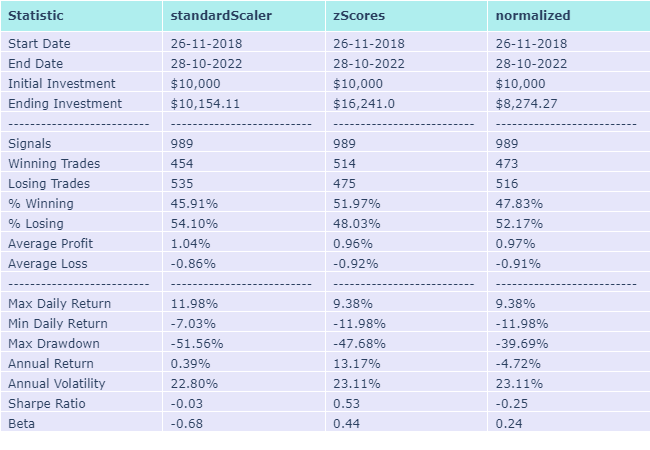 Statistic standardScaler zScores normalized
Start Date 26-11-2018 26-11-2018 26-11-2018
End Date 28-10-2022 28-10-2022 28-10-2022
Initial Investment $10,000 $10,000 $10,000
Ending Investment $10,154.11 $16,241.0 $8,274.27
-------------------------- -------------------------- -------------------------- --------------------------
Signals 989 989 989
Winning Trades 454 514 473
Losing Trades 535 475 516
% Winning 45.91% 51.97% 47.83%
% Losing 54.10% 48.03% 52.17%
Average Profit 1.04% 0.96% 0.97%
Average Loss -0.86% -0.92% -0.91%
-------------------------- -------------------------- -------------------------- --------------------------
Max Daily Return 11.98% 9.38% 9.38%
Min Daily Return -7.03% -11.98% -11.98%
Max Drawdown -51.56% -47.68% -39.69%
Annual Return 0.39% 13.17% -4.72%
Annual Volatility 22.80% 23.11% 23.11%
Sharpe Ratio -0.03 0.53 -0.25
Beta -0.68 0.44 0.24